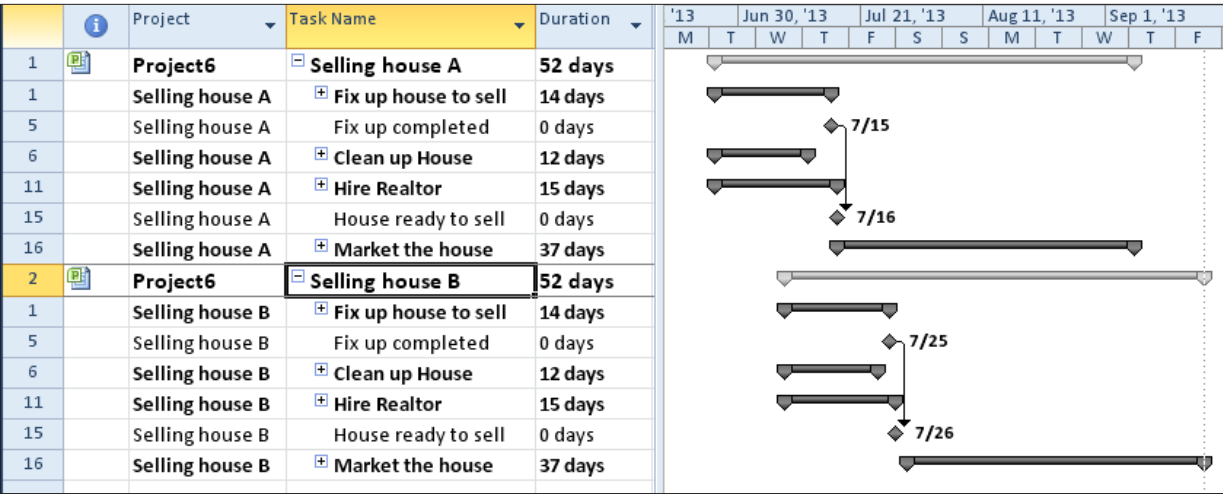 Project Task Name Duration '13 Jun 30, '13 Jul 21, '13 Aug 11, '13 Sep 1, '13
M T W T F S S M T W T F
1 Project6 Selling house A 52 days
1 Selling house A Fix up house to sell 14 days
5 Selling house A Fix up completed 0 days 7/15
6 Selling house A Clean up House 12 days
11 Selling house A Hire Realtor 15 days
15 Selling house A House ready to sell 0 days 7/16
16 Selling house A Market the house 37 days
2 Project6 Selling house B 52 days
1 Selling house B Fix up house to sell 14 days
5 Selling house B Fix up completed 0 days 7/25
6 Selling house B Clean up House 12 days
11 Selling house B Hire Realtor 15 days
15 Selling house B House ready to sell 0 days 7/26
16 Selling house B Market the house 37 days